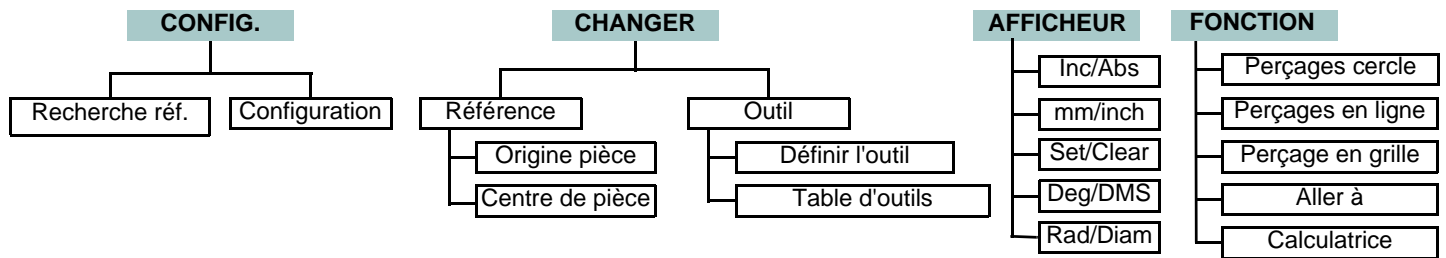 CONFIG.
Recherche réf.
Configuration
CHANGER
Référence
Origine pièce
Centre de pièce
Outil
Définir l'outil
Table d'outils
AFFICHEUR
Inc/Abs
mm/inch
Set/Clear
Deg/DMS
Rad/Diam
FONCTION
Perçages cercle
Perçages en ligne
Perçage en grille
Aller à
Calculatrice